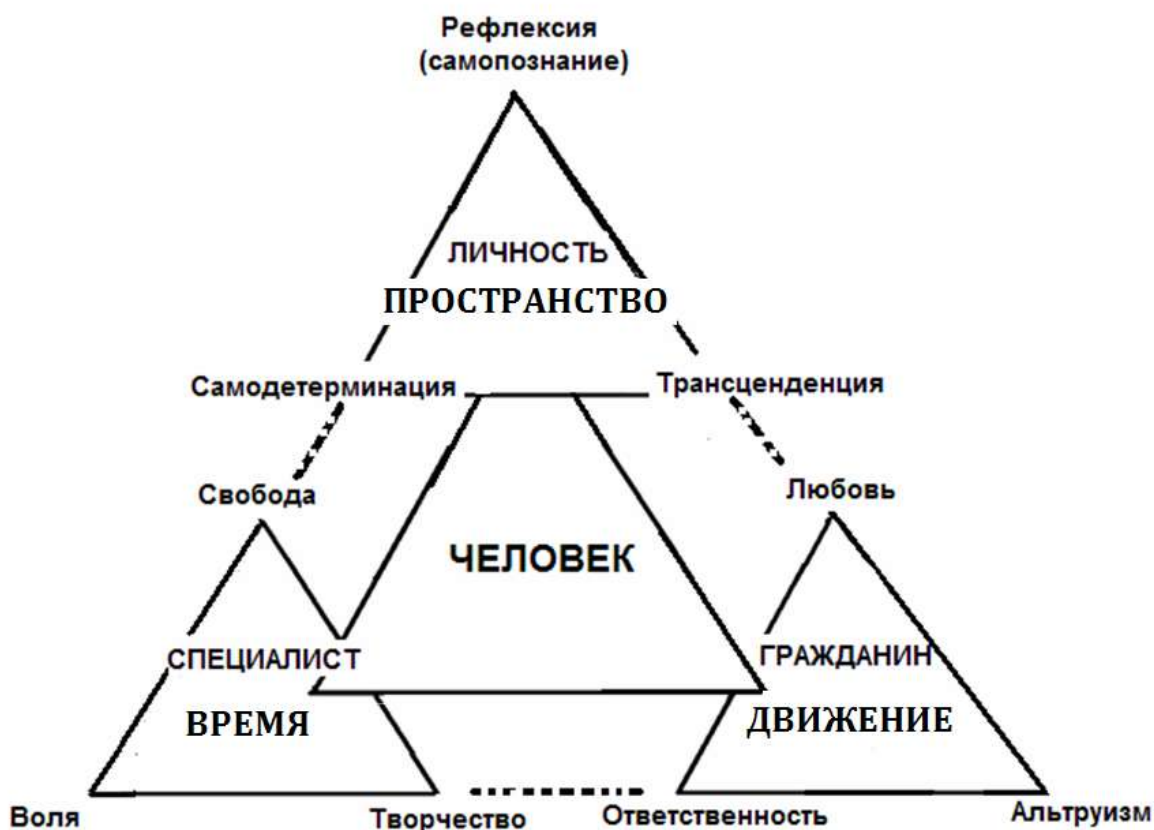 Рефлексия
(самопознание)
ЛИЧНОСТЬ
ПРОСТРАНСТВО
Самодетерминация
Трансценденция
Свобода
Любовь
ЧЕЛОВЕК
СПЕЦИАЛИСТ
ГРАЖДАНИН
ВРЕМЯ
ДВИЖЕНИЕ
Воля
Творчество
Ответственность
Альтруизм